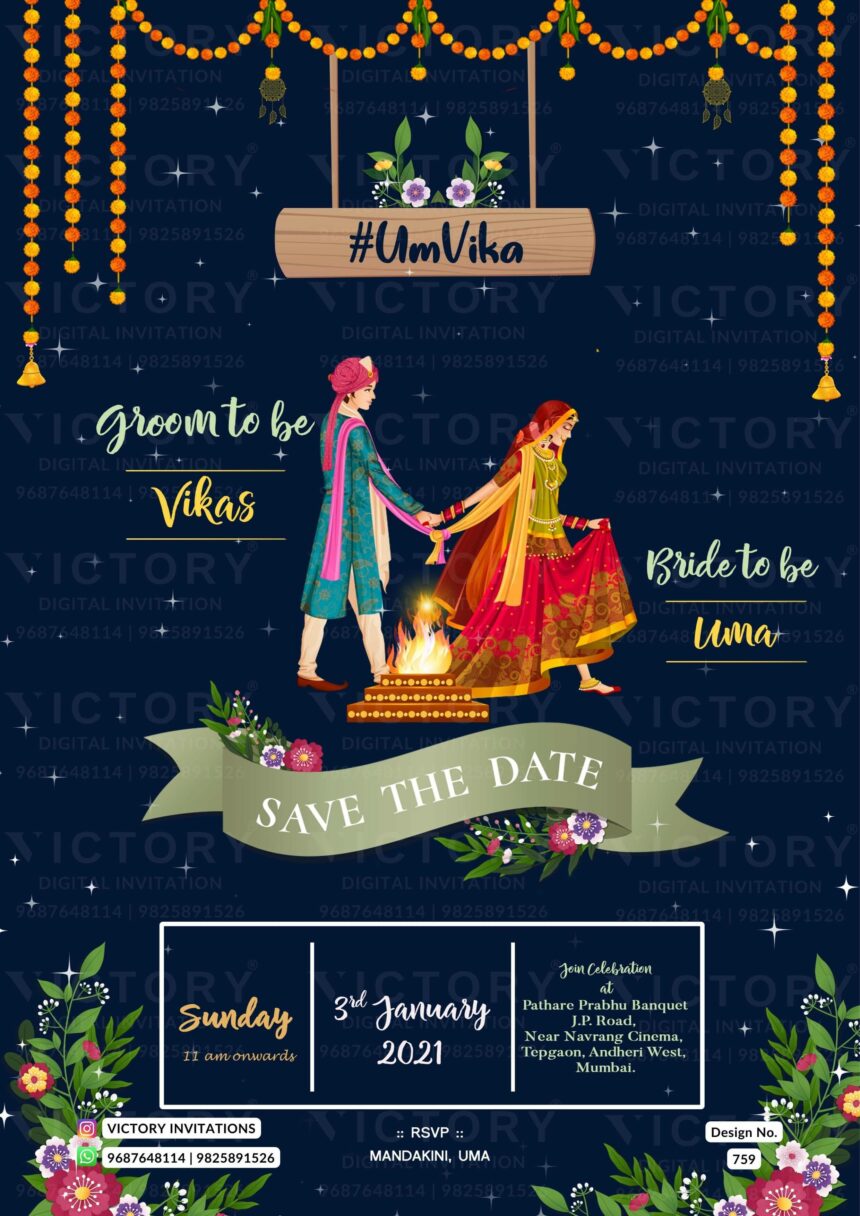 #UmVika
Groom to be
Vikas
Bride to be
Uma
SAVE THE DATE
Sunday
11 am onwards
3rd January
2021
Join Celebration
at
Pathare Prabhu Banquet
J.P. Road,
Near Navrang Cinema,
Tepgaon, Andheri West,
Mumbai.
VICTORY INVITATIONS
9687648114 | 9825891526
:: RSVP ::
MANDAKINI, UMA
Design No.
759
VICTORY®
DIGITAL INVITATION
9687648114 | 9825891526